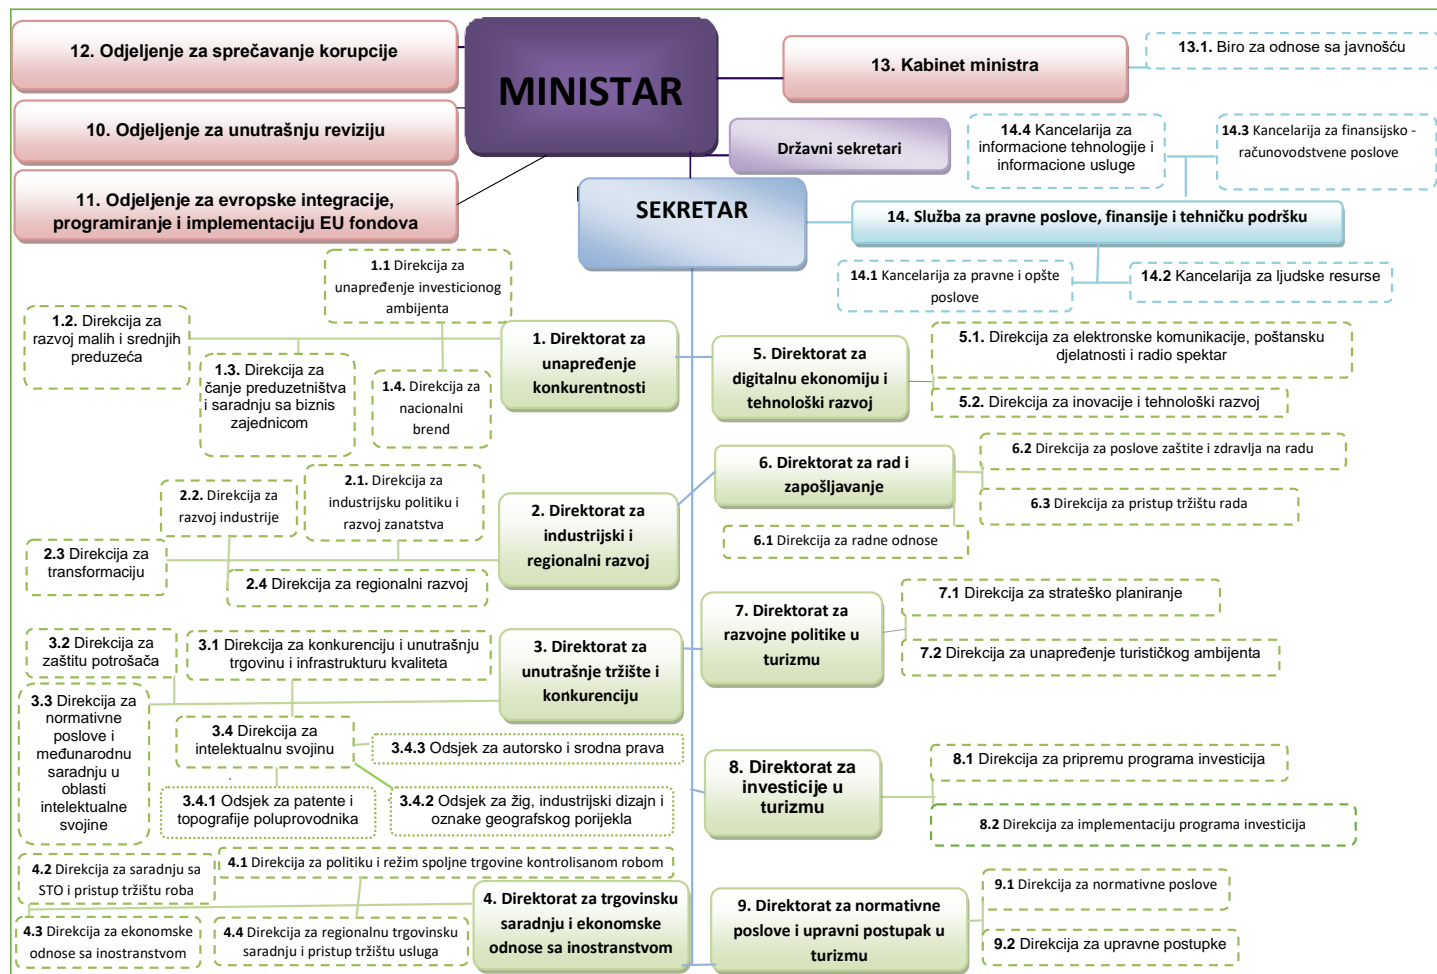 12. Odjeljenje za sprečavanje korupcije
MINISTAR
13. Kabinet ministra
13.1. Biro za odnose sa javnošću
10. Odjeljenje za unutrašnju reviziju
Državni sekretari
14.4 Kancelarija za
informacione tehnologije i
informacione usluge
14.3 Kancelarija za finansijsko -
računovodstvene poslove
11. Odjeljenje za evropske integracije,
programiranje i implementaciju EU fondova
SEKRETAR
14. Služba za pravne poslove, finansije i tehničku podršku
14.1 Kancelarija za pravne i opšte
poslove
14.2 Kancelarija za ljudske resurse
1.1 Direkcija za
unapređenje investicionog
ambijenta
1.2. Direkcija za
razvoj malih i srednjih
preduzeća
1.3. Direkcija za
čanje preduzetništva
i saradnju sa biznis
zajednicom
1.4. Direkcija za
nacionalni
brend
1. Direktorat za
unapređenje
konkurentnosti
5. Direktorat za
digitalnu ekonomiju i
tehnološki razvoj
5.1. Direkcija za elektronske komunikacije, poštansku
djelatnosti i radio spektar
5.2. Direkcija za inovacije i tehnološki razvoj
2.1. Direkcija za
industrijsku politiku i
razvoj zanatstva
2.2. Direkcija za
razvoj industrije
2.3 Direkcija za
transformaciju
2.4 Direkcija za regionalni razvoj
2. Direktorat za
industrijski i
regionalni razvoj
6. Direktorat za rad i
zapošljavanje
6.2 Direkcija za poslove zaštite i zdravlja na radu
6.3 Direkcija za pristup tržištu rada
6.1 Direkcija za radne odnose
3.2 Direkcija za
zaštitu potrošača
3.1 Direkcija za konkurenciju i unutrašnju
trgovinu i infrastrukturu kvaliteta
3. Direktorat za
unutrašnje tržište i
konkurenciju
7. Direktorat za
razvojne politike u
turizmu
7.1 Direkcija za strateško planiranje
7.2 Direkcija za unapređenje turističkog ambijenta
3.3 Direkcija za
normativne
poslove i
međunarodnu
saradnju u
oblasti
intelektualne
svojine
3.4 Direkcija za
intelektualnu svojinu
3.4.3 Odsjek za autorsko i srodna prava
3.4.1 Odsjek za patente i
topografije poluprovodnika
3.4.2 Odsjek za žig, industrijski dizajn i
oznake geografskog porijekla
8. Direktorat za
investicije u
turizmu
8.1 Direkcija za pripremu programa investicija
8.2 Direkcija za implementaciju programa investicija
4.2 Direkcija za saradnju sa
STO i pristup tržištu roba
4.1 Direkcija za politiku i režim spoljne trgovine kontrolisanom robom
4.3 Direkcija za ekonomske
odnose sa inostranstvom
4.4 Direkcija za regionalnu trgovinsku
saradnju i pristup tržištu usluga
4. Direktorat za trgovinsku
saradnju i ekonomske
odnose sa inostranstvom
9. Direktorat za normativne
poslove i upravni postupak u
turizmu
9.1 Direkcija za normativne poslove
9.2 Direkcija za upravne postupke